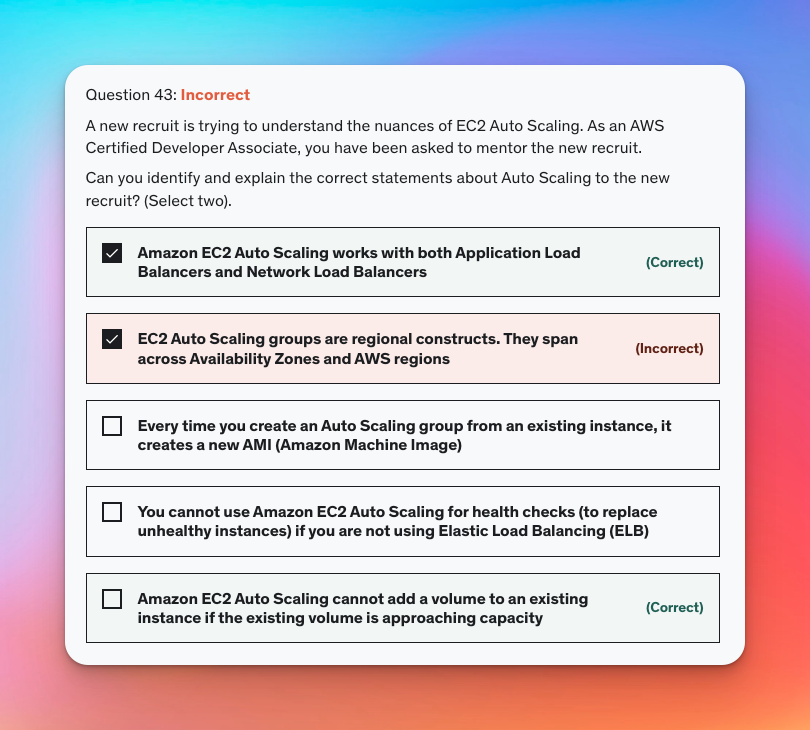 Question 43: Incorrect
A new recruit is trying to understand the nuances of EC2 Auto Scaling. As an AWS
Certified Developer Associate, you have been asked to mentor the new recruit.
Can you identify and explain the correct statements about Auto Scaling to the new
recruit? (Select two).
Amazon EC2 Auto Scaling works with both Application Load
Balancers and Network Load Balancers
(Correct)
EC2 Auto Scaling groups are regional constructs. They span
across Availability Zones and AWS regions
(Incorrect)
Every time you create an Auto Scaling group from an existing instance, it
creates a new AMI (Amazon Machine Image)
You cannot use Amazon EC2 Auto Scaling for health checks (to replace
unhealthy instances) if you are not using Elastic Load Balancing (ELB)
Amazon EC2 Auto Scaling cannot add a volume to an existing
instance if the existing volume is approaching capacity
(Correct)